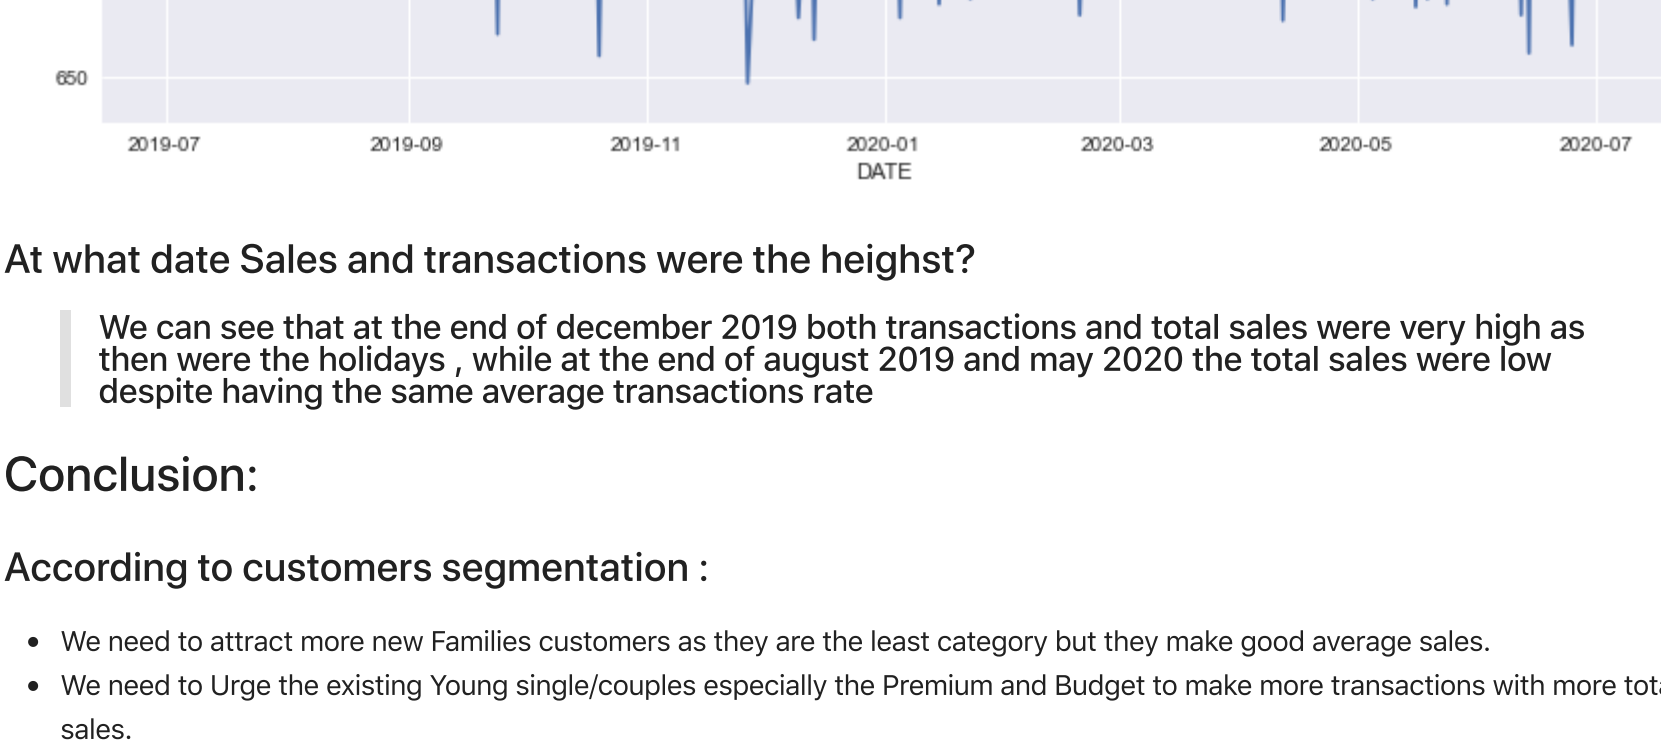 650
2019-07 2019-09 2019-11 2020-01 2020-03 2020-05 2020-07
DATE
At what date Sales and transactions were the heighst?
We can see that at the end of december 2019 both transactions and total sales were very high as
then were the holidays , while at the end of august 2019 and may 2020 the total sales were low
despite having the same average transactions rate
Conclusion:
According to customers segmentation :
• We need to attract more new Families customers as they are the least category but they make good average sales.
• We need to Urge the existing Young single/couples especially the Premium and Budget to make more transactions with more
sales.